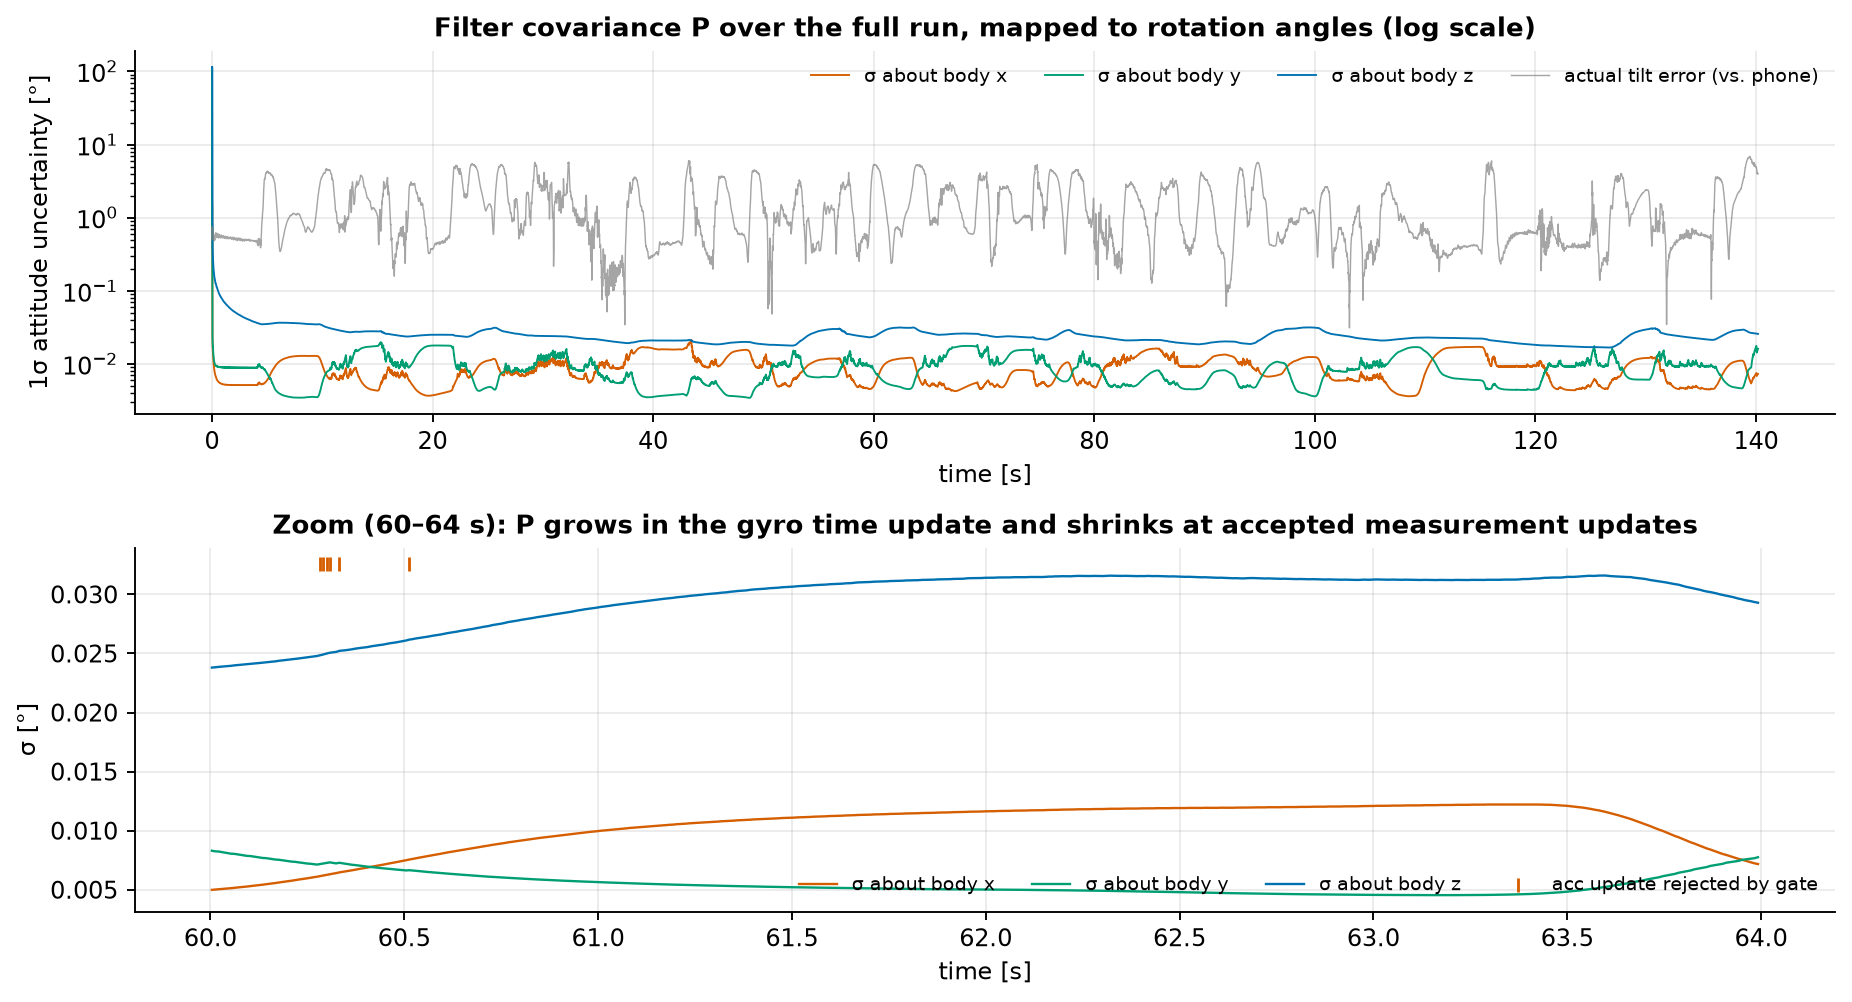 Filter covariance P over the full run, mapped to rotation angles (log scale)
σ about body x
σ about body y
σ about body z
actual tilt error (vs. phone)
1σ attitude uncertainty [°]
10²
10¹
10⁰
10⁻¹
10⁻²
0 20 40 60 80 100 120 140
time [s]
Zoom (60–64 s): P grows in the gyro time update and shrinks at accepted measurement updates
σ [°]
0.030
0.025
0.020
0.015
0.010
0.005
σ about body x
σ about body y
σ about body z
acc update rejected by gate
60.0 60.5 61.0 61.5 62.0 62.5 63.0 63.5 64.0
time [s]